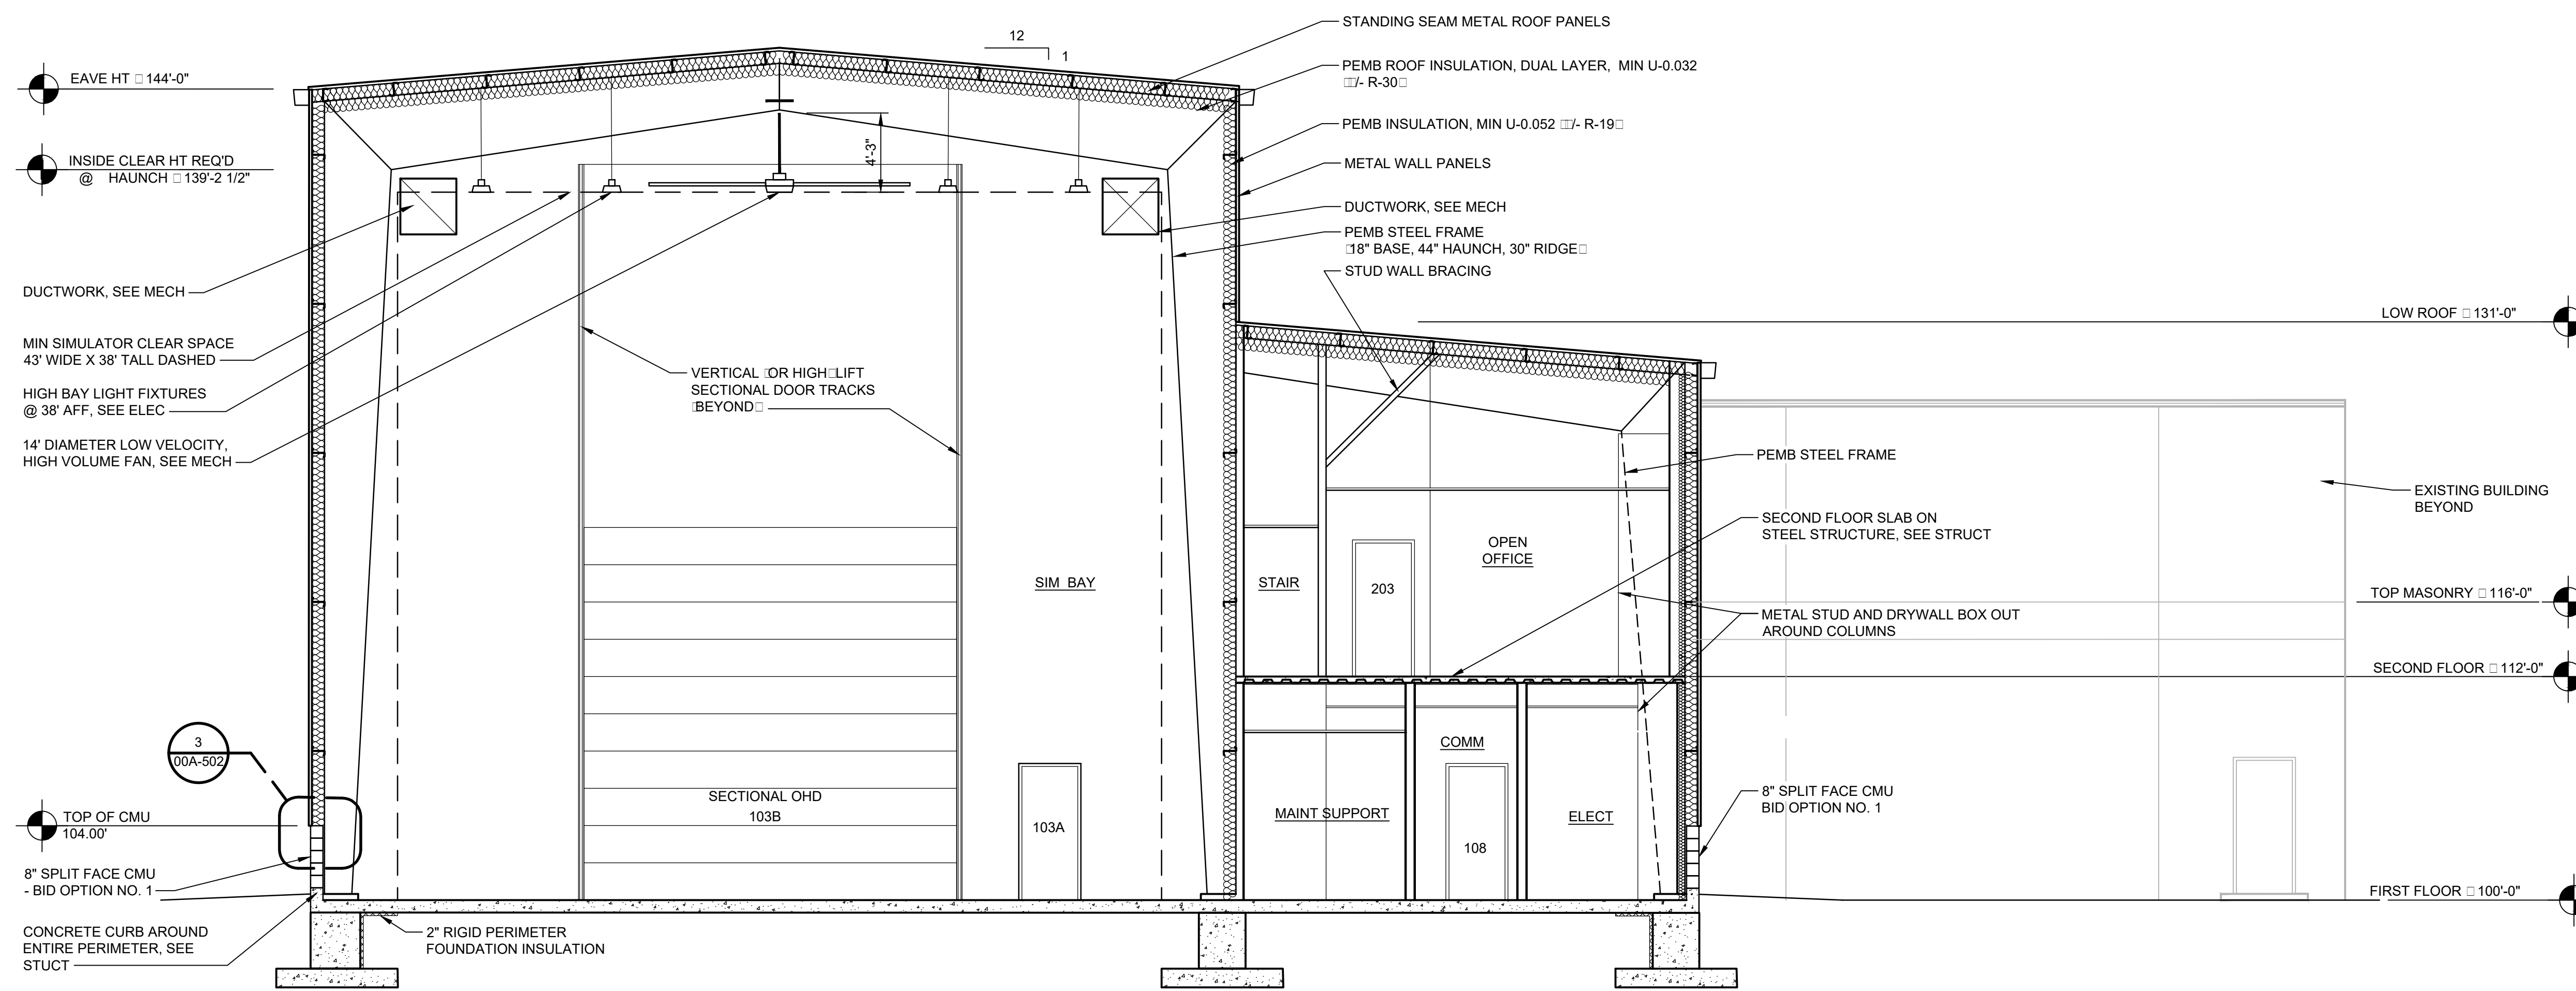 12
1
STANDING SEAM METAL ROOF PANELS
PEMB ROOF INSULATION, DUAL LAYER, MIN U-0.032
□□/- R-30□
PEMB INSULATION, MIN U-0.052 □□/- R-19□
METAL WALL PANELS
DUCTWORK, SEE MECH
PEMB STEEL FRAME
□18" BASE, 44" HAUNCH, 30" RIDGE□
STUD WALL BRACING
EAVE HT □ 144'-0"
INSIDE CLEAR HT REQ'D
@ HAUNCH □ 139'-2 1/2"
4'-3"
DUCTWORK, SEE MECH
MIN SIMULATOR CLEAR SPACE
43' WIDE X 38' TALL DASHED
HIGH BAY LIGHT FIXTURES
@ 38' AFF, SEE ELEC
14' DIAMETER LOW VELOCITY,
HIGH VOLUME FAN, SEE MECH
VERTICAL □OR HIGH□LIFT
SECTIONAL DOOR TRACKS
□BEYOND□
LOW ROOF □ 131'-0"
PEMB STEEL FRAME
EXISTING BUILDING
BEYOND
SECOND FLOOR SLAB ON
STEEL STRUCTURE, SEE STRUCT
OPEN
OFFICE
SIM BAY
STAIR
203
TOP MASONRY □ 116'-0"
METAL STUD AND DRYWALL BOX OUT
AROUND COLUMNS
SECOND FLOOR □ 112'-0"
3
00A-502
COMM
SECTIONAL OHD
103B
103A
MAINT SUPPORT
ELECT
108
8" SPLIT FACE CMU
BID OPTION NO. 1
TOP OF CMU
104.00'
8" SPLIT FACE CMU
- BID OPTION NO. 1
FIRST FLOOR □ 100'-0"
CONCRETE CURB AROUND
ENTIRE PERIMETER, SEE
STUCT
2" RIGID PERIMETER
FOUNDATION INSULATION